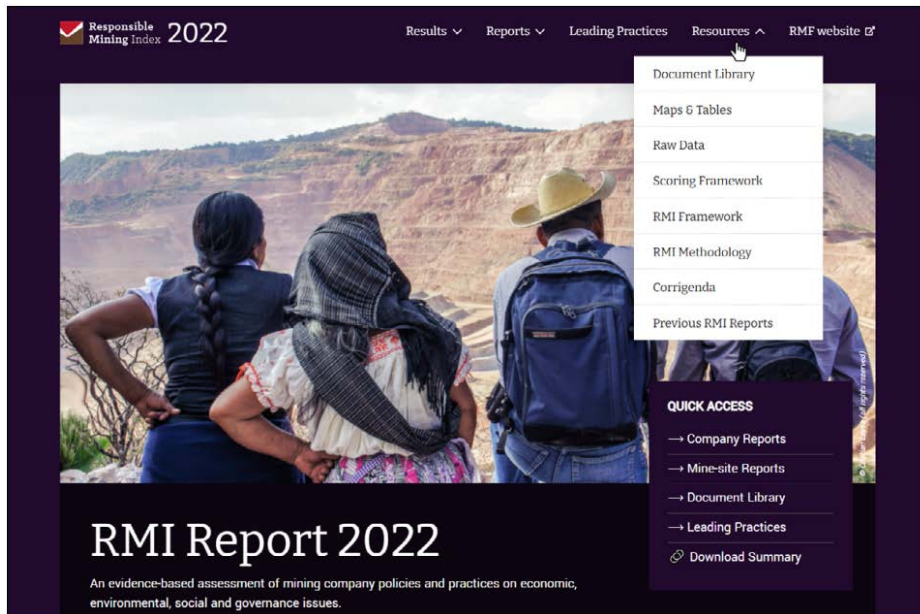 Responsible
Mining Index 2022
Results
Reports
Leading Practices
Resources
RMF website
Document Library
Maps & Tables
Raw Data
Scoring Framework
RMI Framework
RMI Methodology
Corrigenda
Previous RMI Reports
(all rights reserved)
QUICK ACCESS
→ Company Reports
→ Mine-site Reports
→ Document Library
→ Leading Practices
Download Summary
RMI Report 2022
An evidence-based assessment of mining company policies and practices on economic,
environmental, social and governance issues.